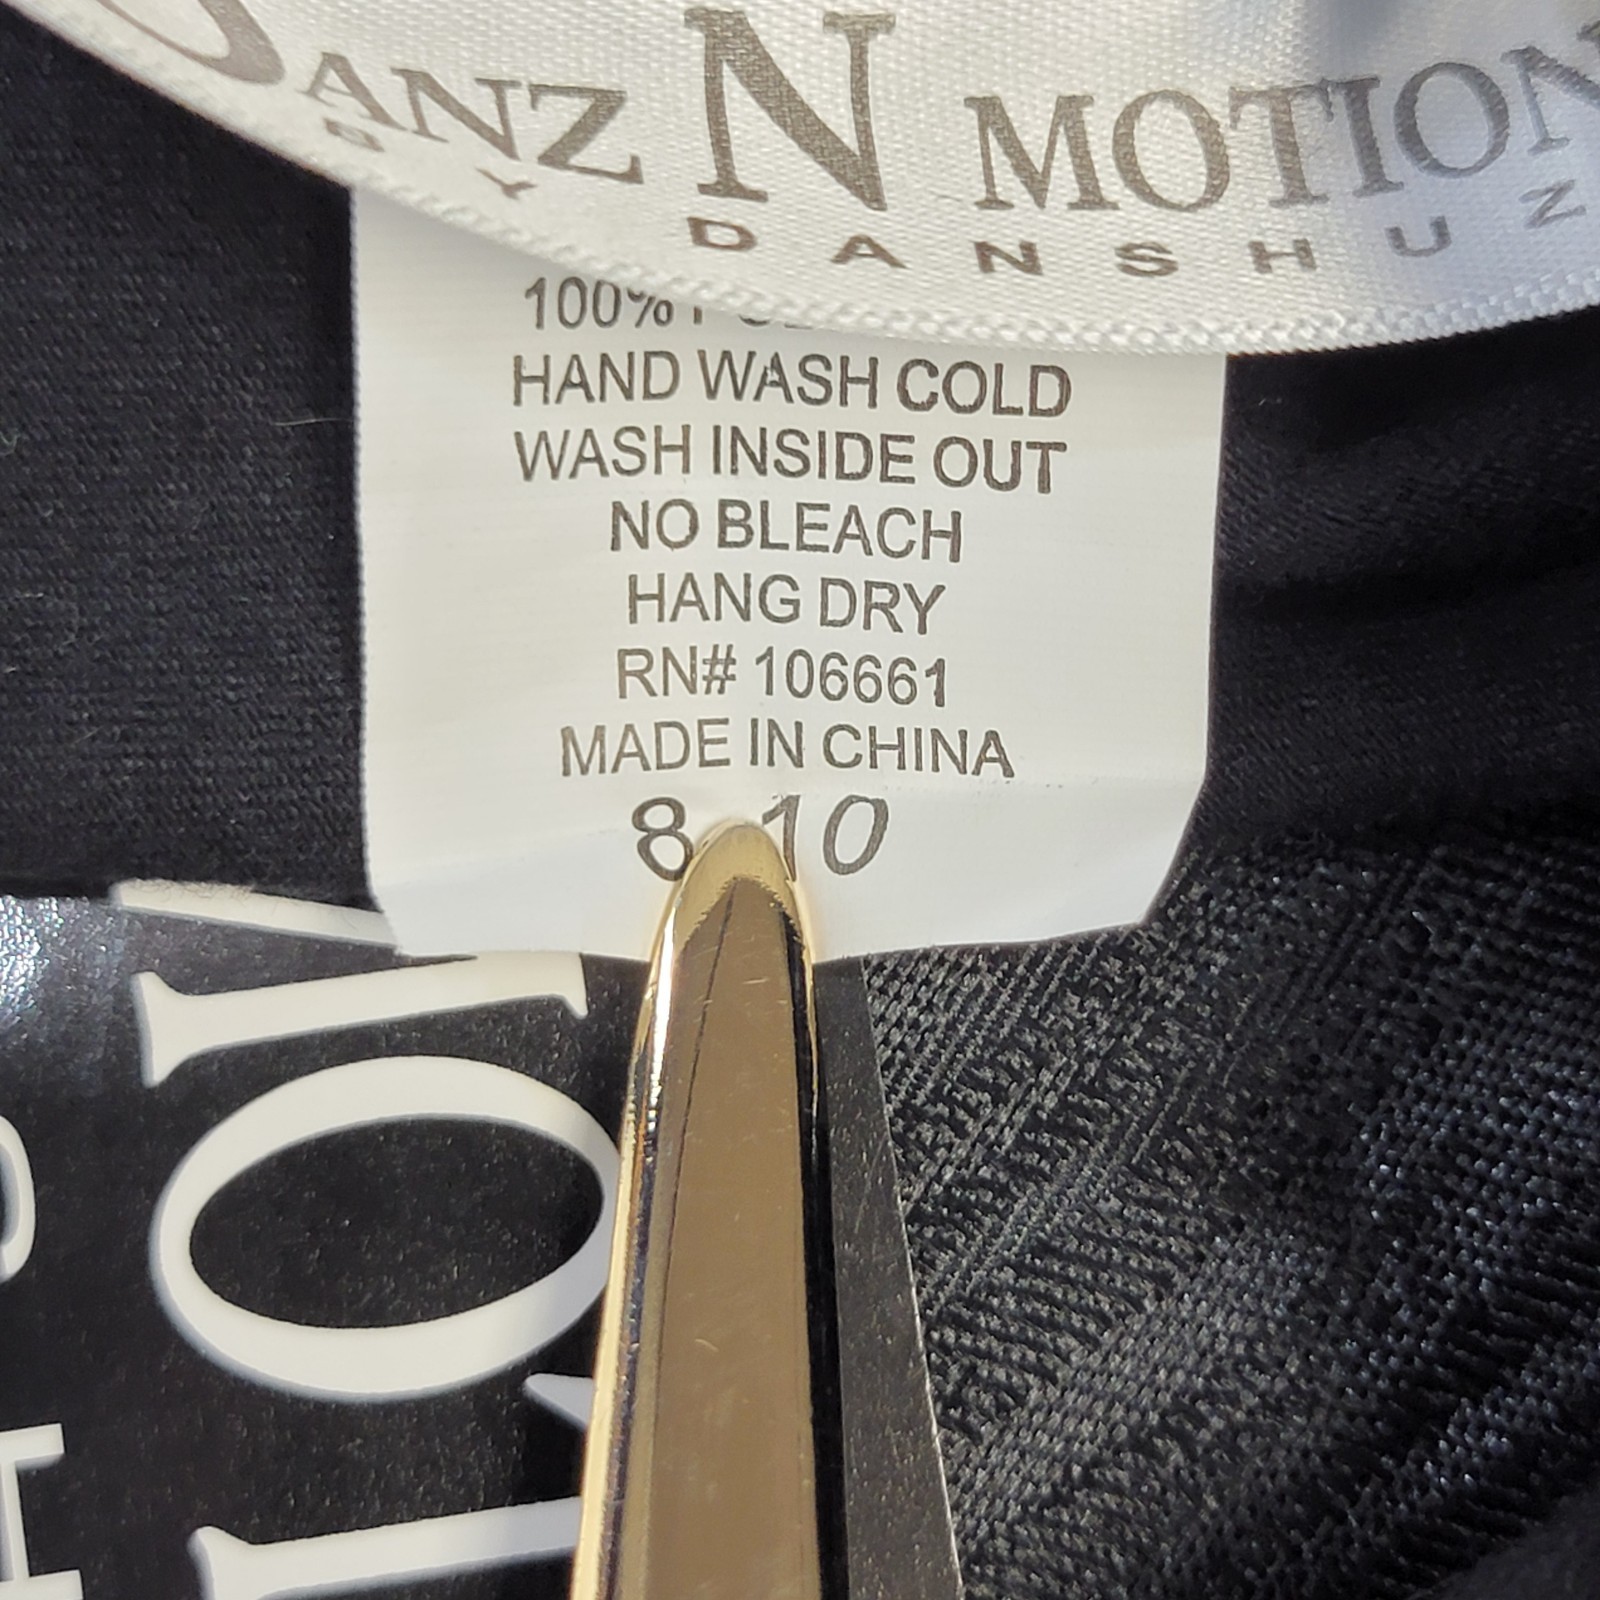 DANZ N MOTION
BY DANSHUZ
100%
HAND WASH COLD
WASH INSIDE OUT
NO BLEACH
HANG DRY
RN# 106661
MADE IN CHINA
8 10